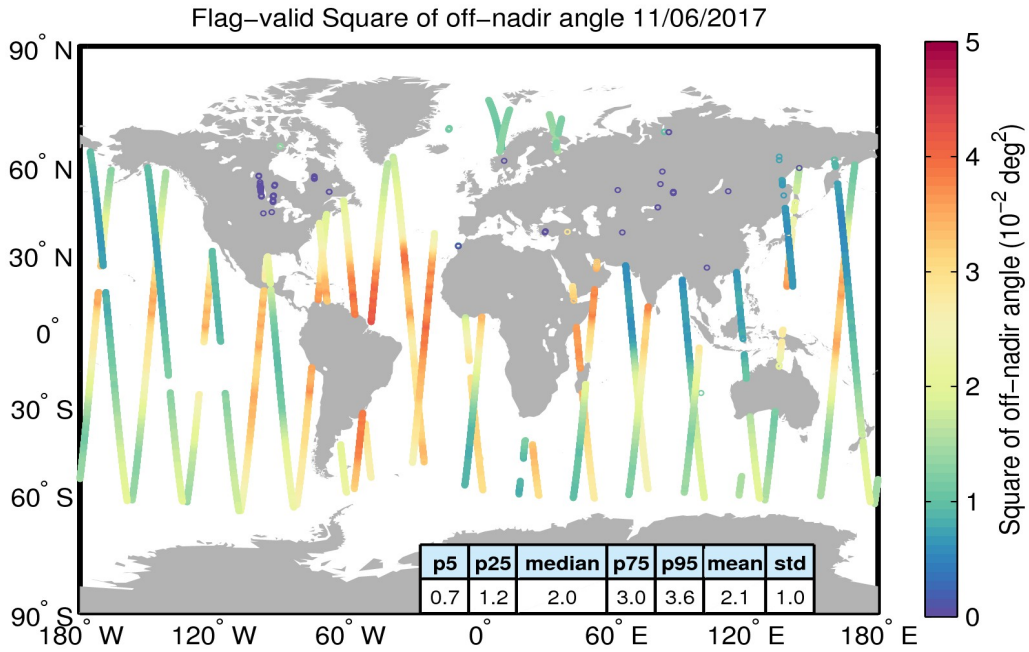 Flag−valid Square of off−nadir angle 11/06/2017
90° N
60° N
30° N
0°
30° S
60° S
90° S
180° W
120° W
60° W
0°
60° E
120° E
180° E
p5 p25 median p75 p95 mean std
0.7 1.2 2.0 3.0 3.6 2.1 1.0
5
4
3
2
1
0
Square of off−nadir angle (10⁻² deg²)